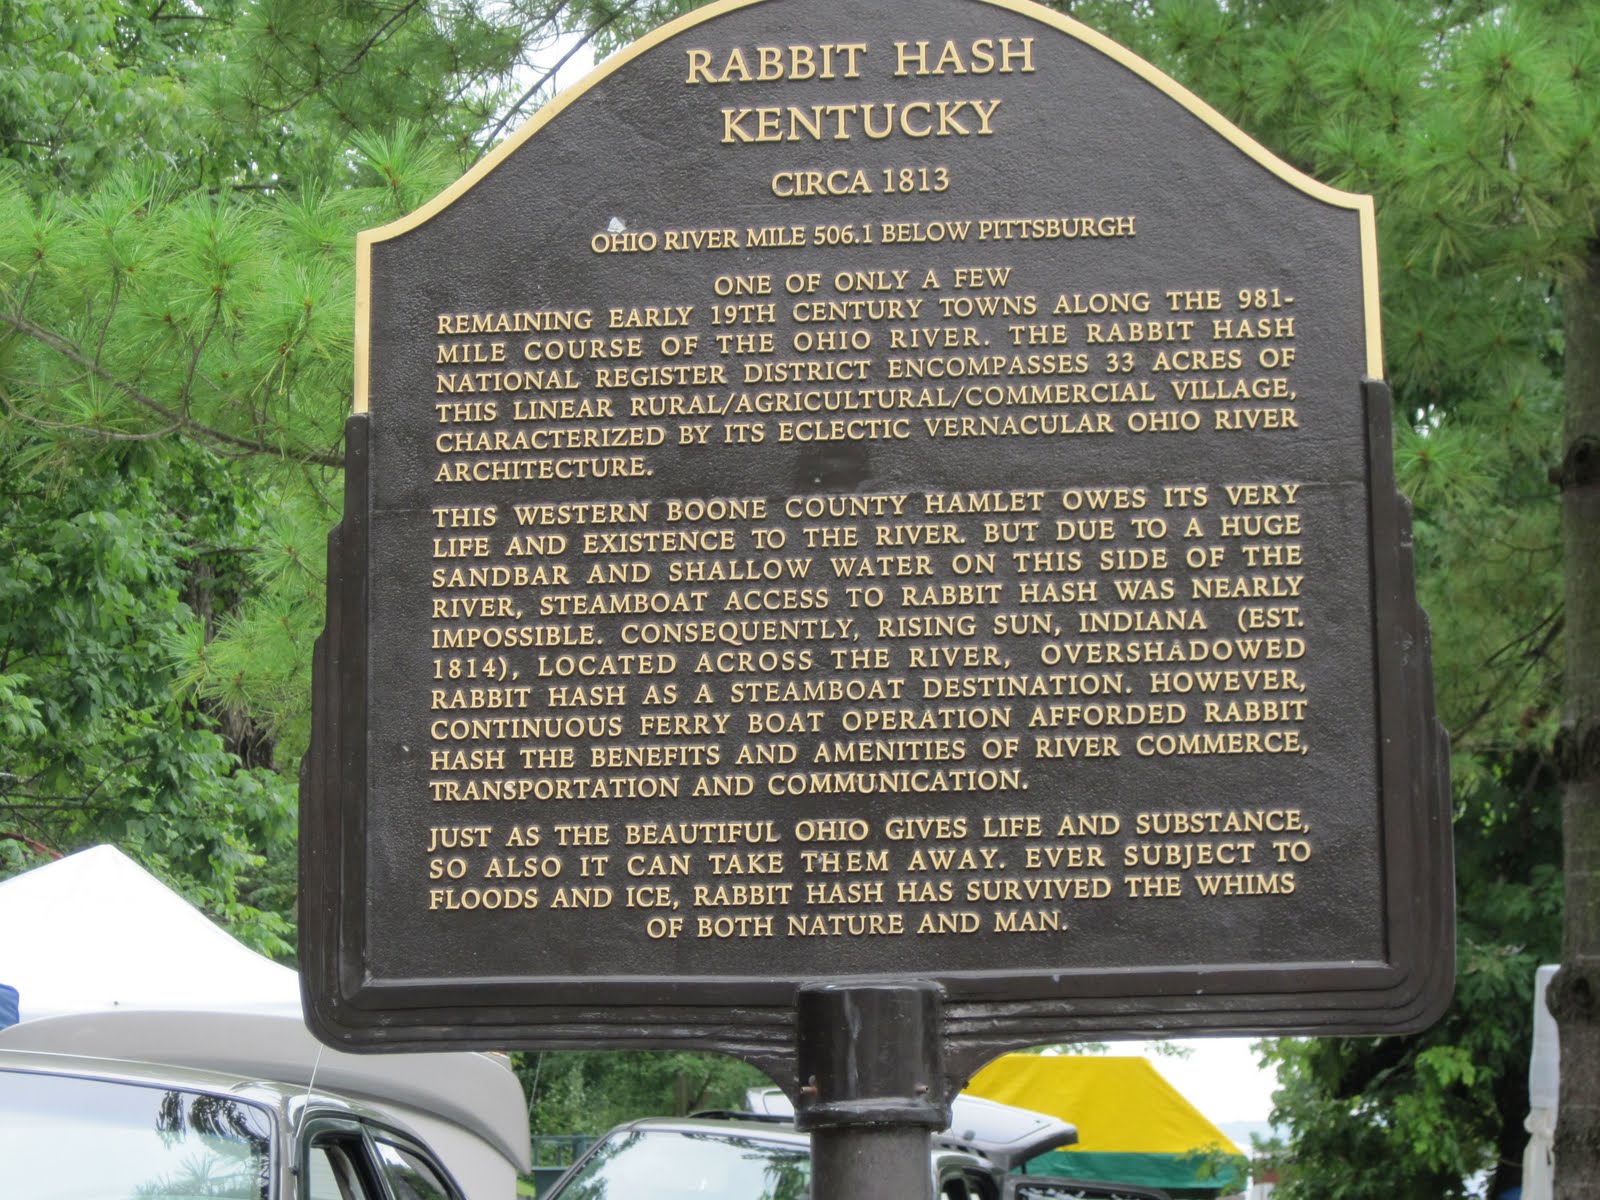 RABBIT HASH
KENTUCKY
CIRCA 1813
OHIO RIVER MILE 506.1 BELOW PITTSBURGH
ONE OF ONLY A FEW
REMAINING EARLY 19TH CENTURY TOWNS ALONG THE 981-
MILE COURSE OF THE OHIO RIVER. THE RABBIT HASH
NATIONAL REGISTER DISTRICT ENCOMPASSES 33 ACRES OF
THIS LINEAR RURAL/AGRICULTURAL/COMMERCIAL VILLAGE,
CHARACTERIZED BY ITS ECLECTIC VERNACULAR OHIO RIVER
ARCHITECTURE.
THIS WESTERN BOONE COUNTY HAMLET OWES ITS VERY
LIFE AND EXISTENCE TO THE RIVER. BUT DUE TO A HUGE
SANDBAR AND SHALLOW WATER ON THIS SIDE OF THE
RIVER, STEAMBOAT ACCESS TO RABBIT HASH WAS NEARLY
IMPOSSIBLE. CONSEQUENTLY, RISING SUN, INDIANA (EST.
1814), LOCATED ACROSS THE RIVER, OVERSHADOWED
RABBIT HASH AS A STEAMBOAT DESTINATION. HOWEVER,
CONTINUOUS FERRY BOAT OPERATION AFFORDED RABBIT
HASH THE BENEFITS AND AMENITIES OF RIVER COMMERCE,
TRANSPORTATION AND COMMUNICATION.
JUST AS THE BEAUTIFUL OHIO GIVES LIFE AND SUBSTANCE,
SO ALSO IT CAN TAKE THEM AWAY. EVER SUBJECT TO
FLOODS AND ICE, RABBIT HASH HAS SURVIVED THE WHIMS
OF BOTH NATURE AND MAN.